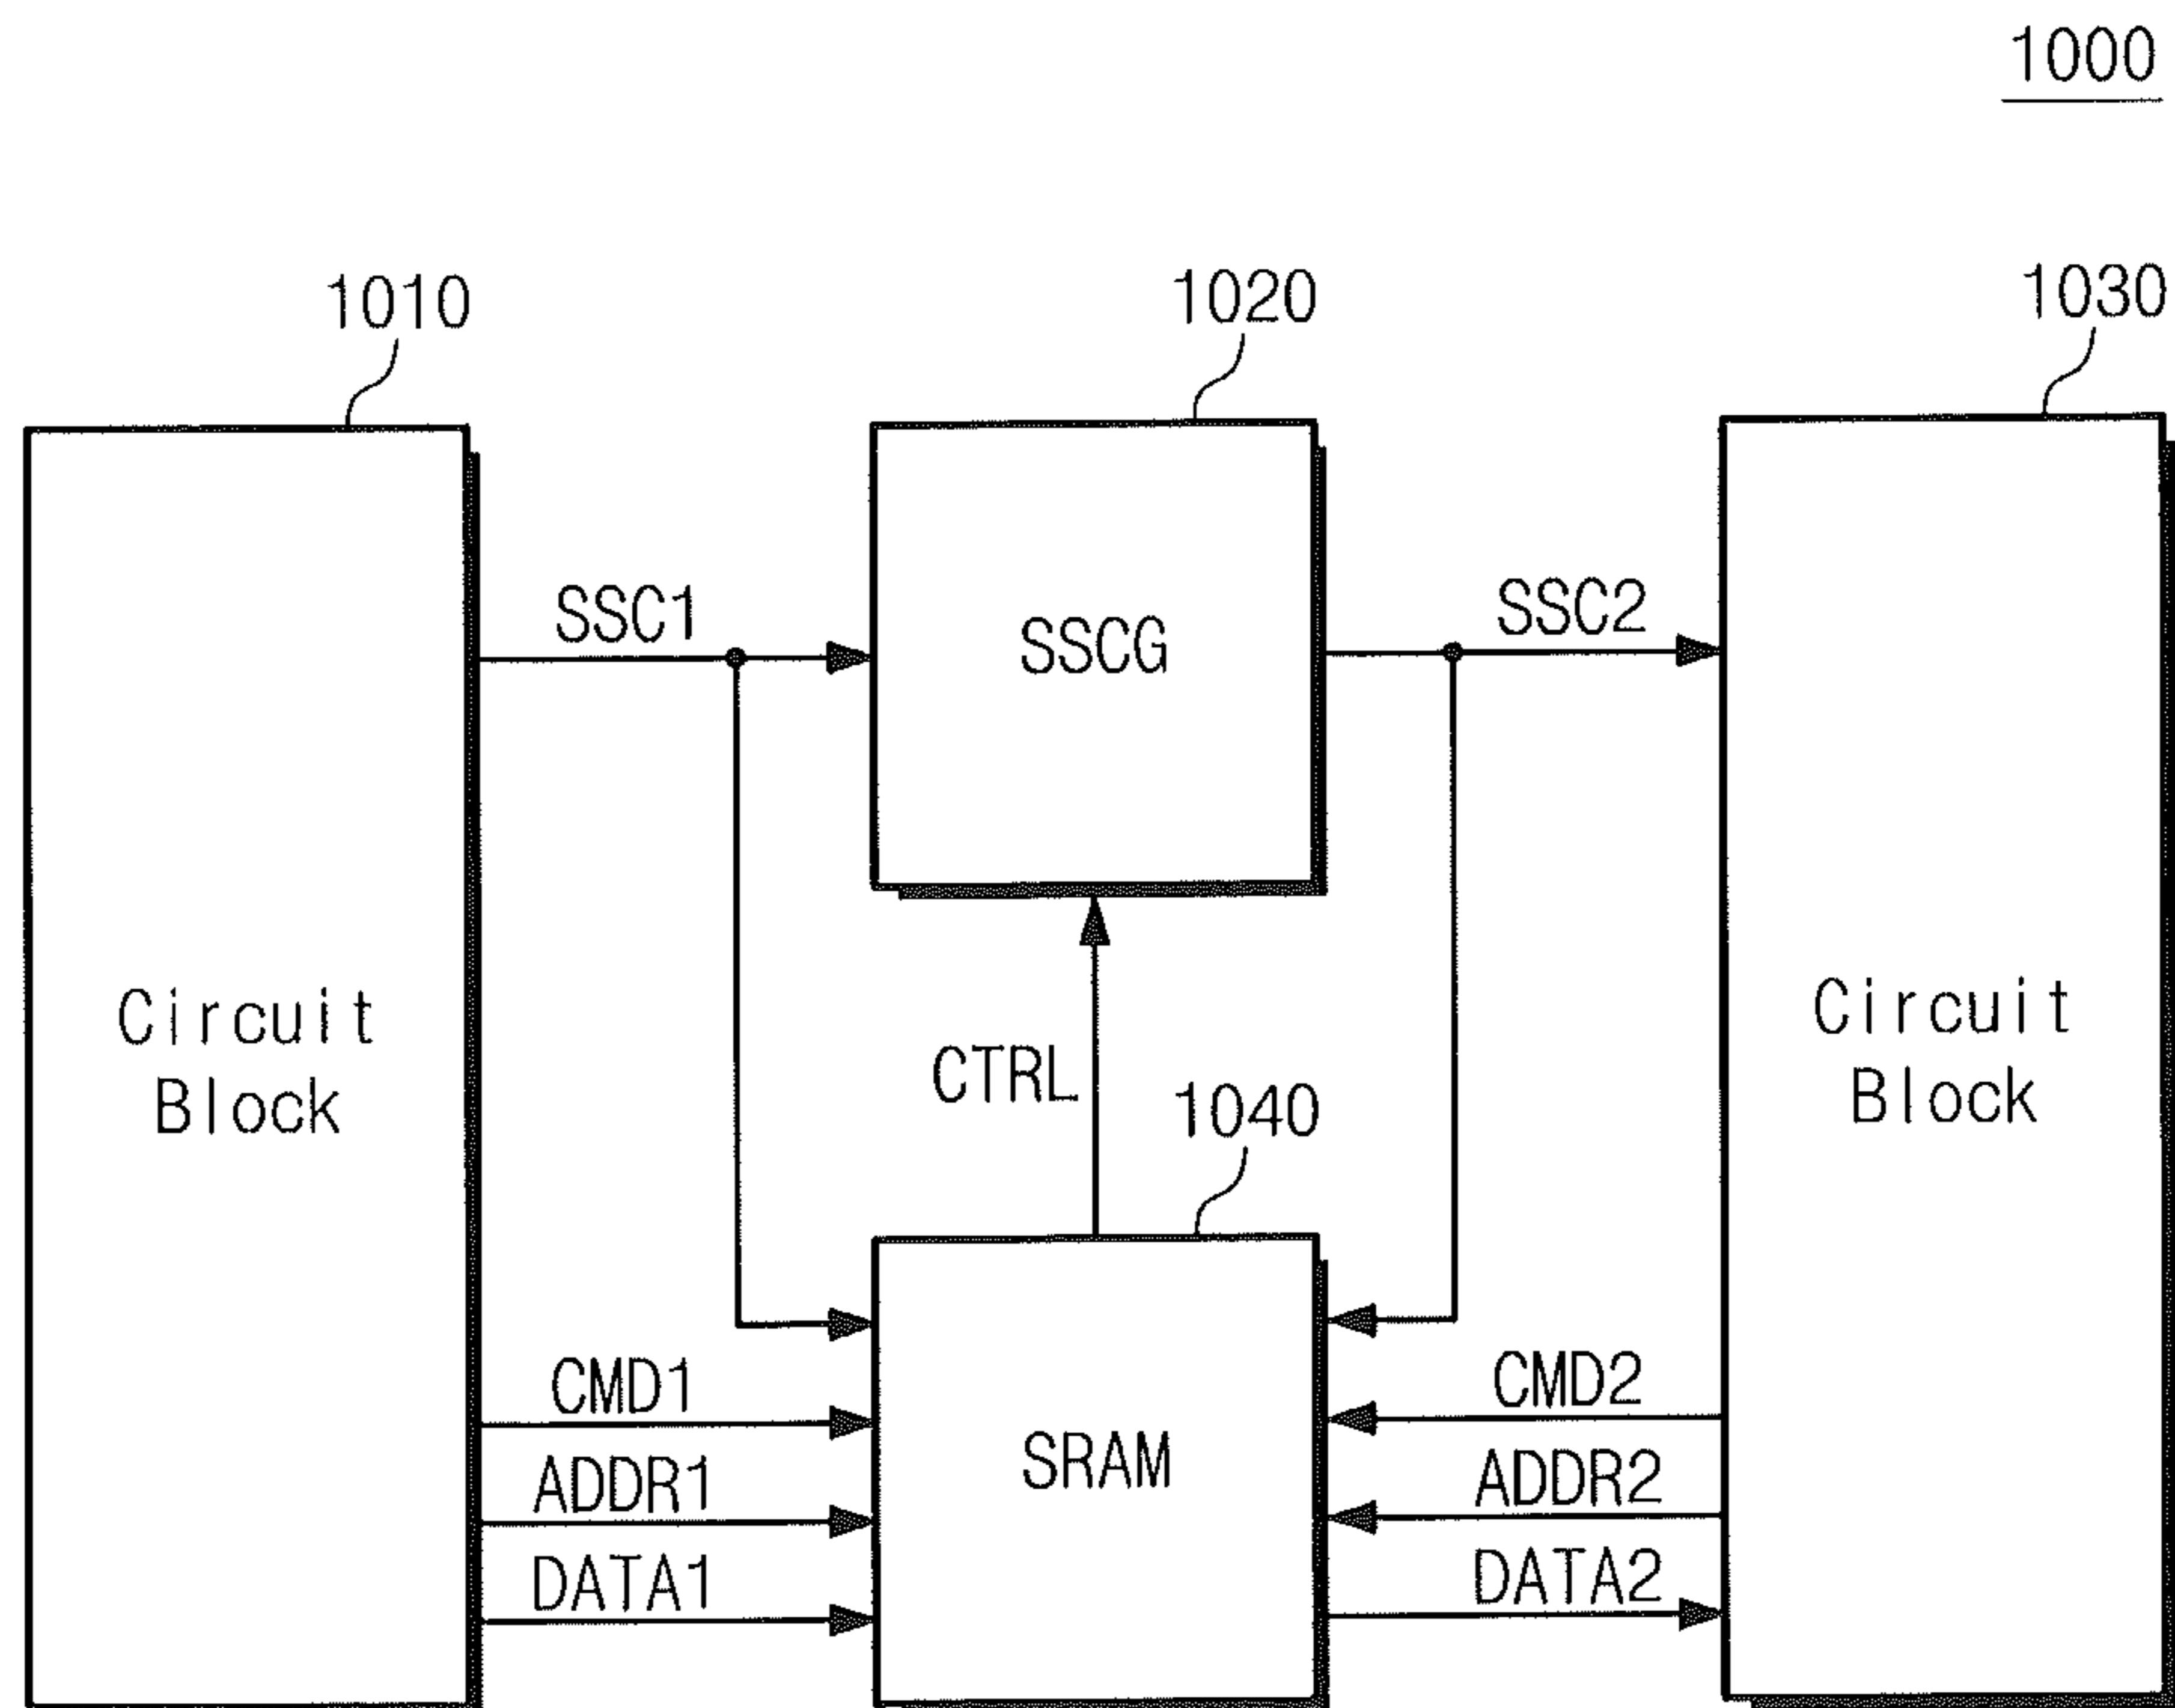 1000
1010
1020
1030
SSC1
SSCG
SSC2
Circuit
Block
CTRL
1040
Circuit
Block
CMD1
ADDR1
DATA1
SRAM
CMD2
ADDR2
DATA2